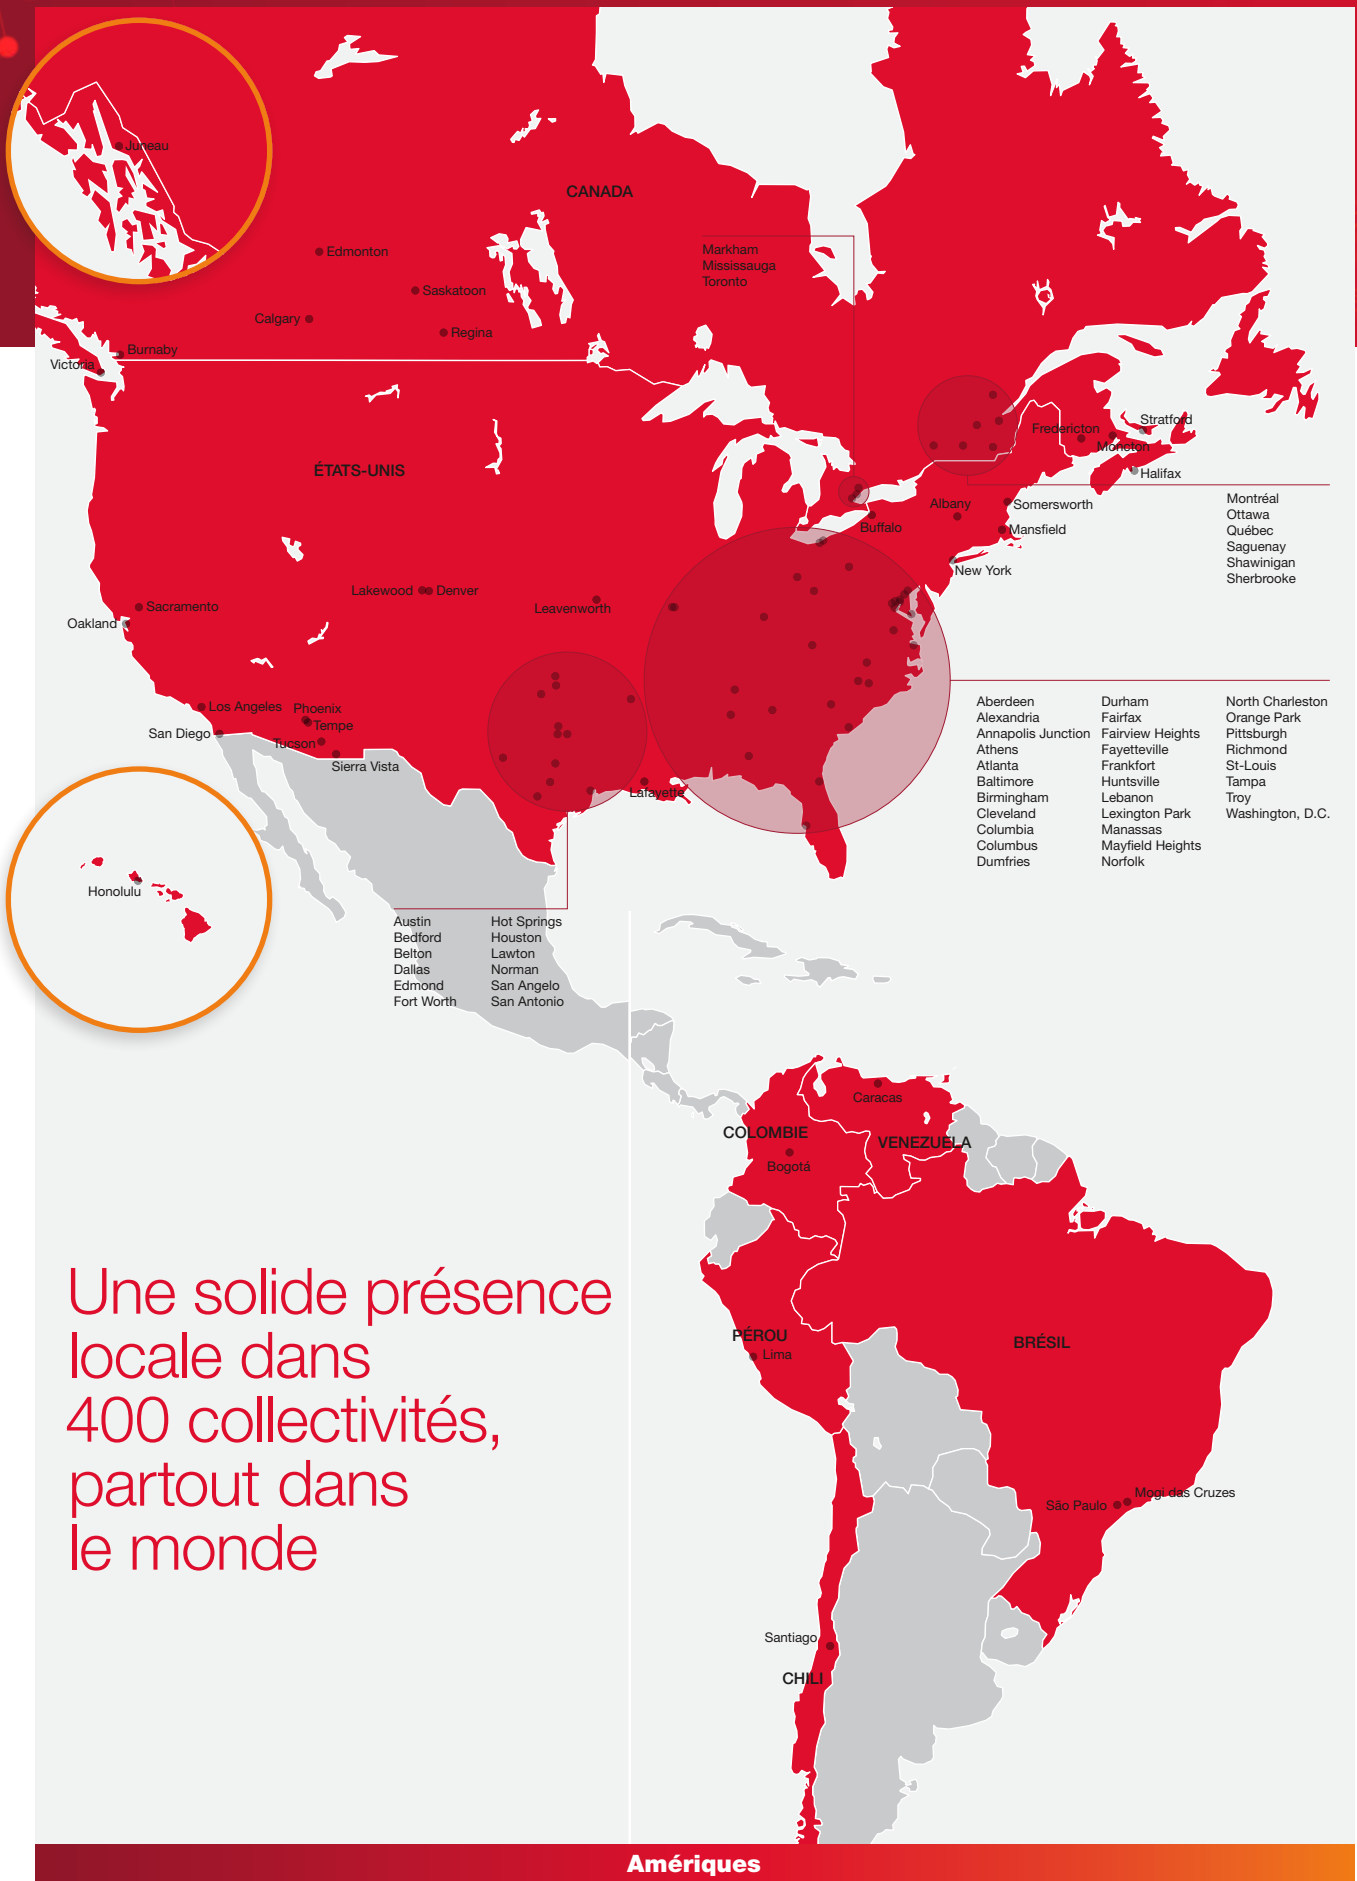 Juneau
CANADA
Edmonton
Markham
Mississauga
Toronto
Saskatoon
Calgary
Regina
Burnaby
Victoria
Stratford
Fredericton
Moncton
ÉTATS-UNIS
Halifax
Montréal
Ottawa
Québec
Saguenay
Shawinigan
Sherbrooke
Albany
Somersworth
Buffalo
Mansfield
New York
Lakewood
Denver
Leavenworth
Sacramento
Oakland
Los Angeles
Phoenix
Tempe
San Diego
Tucson
Sierra Vista
Lafayette
Aberdeen
Alexandria
Annapolis Junction
Athens
Atlanta
Baltimore
Birmingham
Cleveland
Columbia
Columbus
Dumfries
Durham
Fairfax
Fairview Heights
Fayetteville
Frankfort
Huntsville
Lebanon
Lexington Park
Manassas
Mayfield Heights
Norfolk
North Charleston
Orange Park
Pittsburgh
Richmond
St-Louis
Tampa
Troy
Washington, D.C.
Honolulu
Austin
Bedford
Belton
Dallas
Edmond
Fort Worth
Hot Springs
Houston
Lawton
Norman
San Angelo
San Antonio
Caracas
COLOMBIE
VENEZUELA
Bogotá
Une solide présence
locale dans
400 collectivités,
partout dans
le monde
PÉROU
Lima
BRÉSIL
Mogi das Cruzes
São Paulo
Santiago
CHILI
Amériques